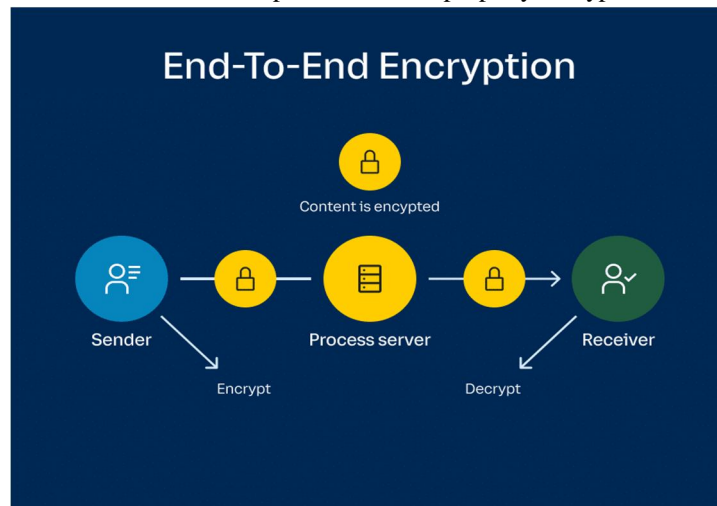 End-To-End Encryption
Content is encypted
Sender
Process server
Receiver
Encrypt
Decrypt